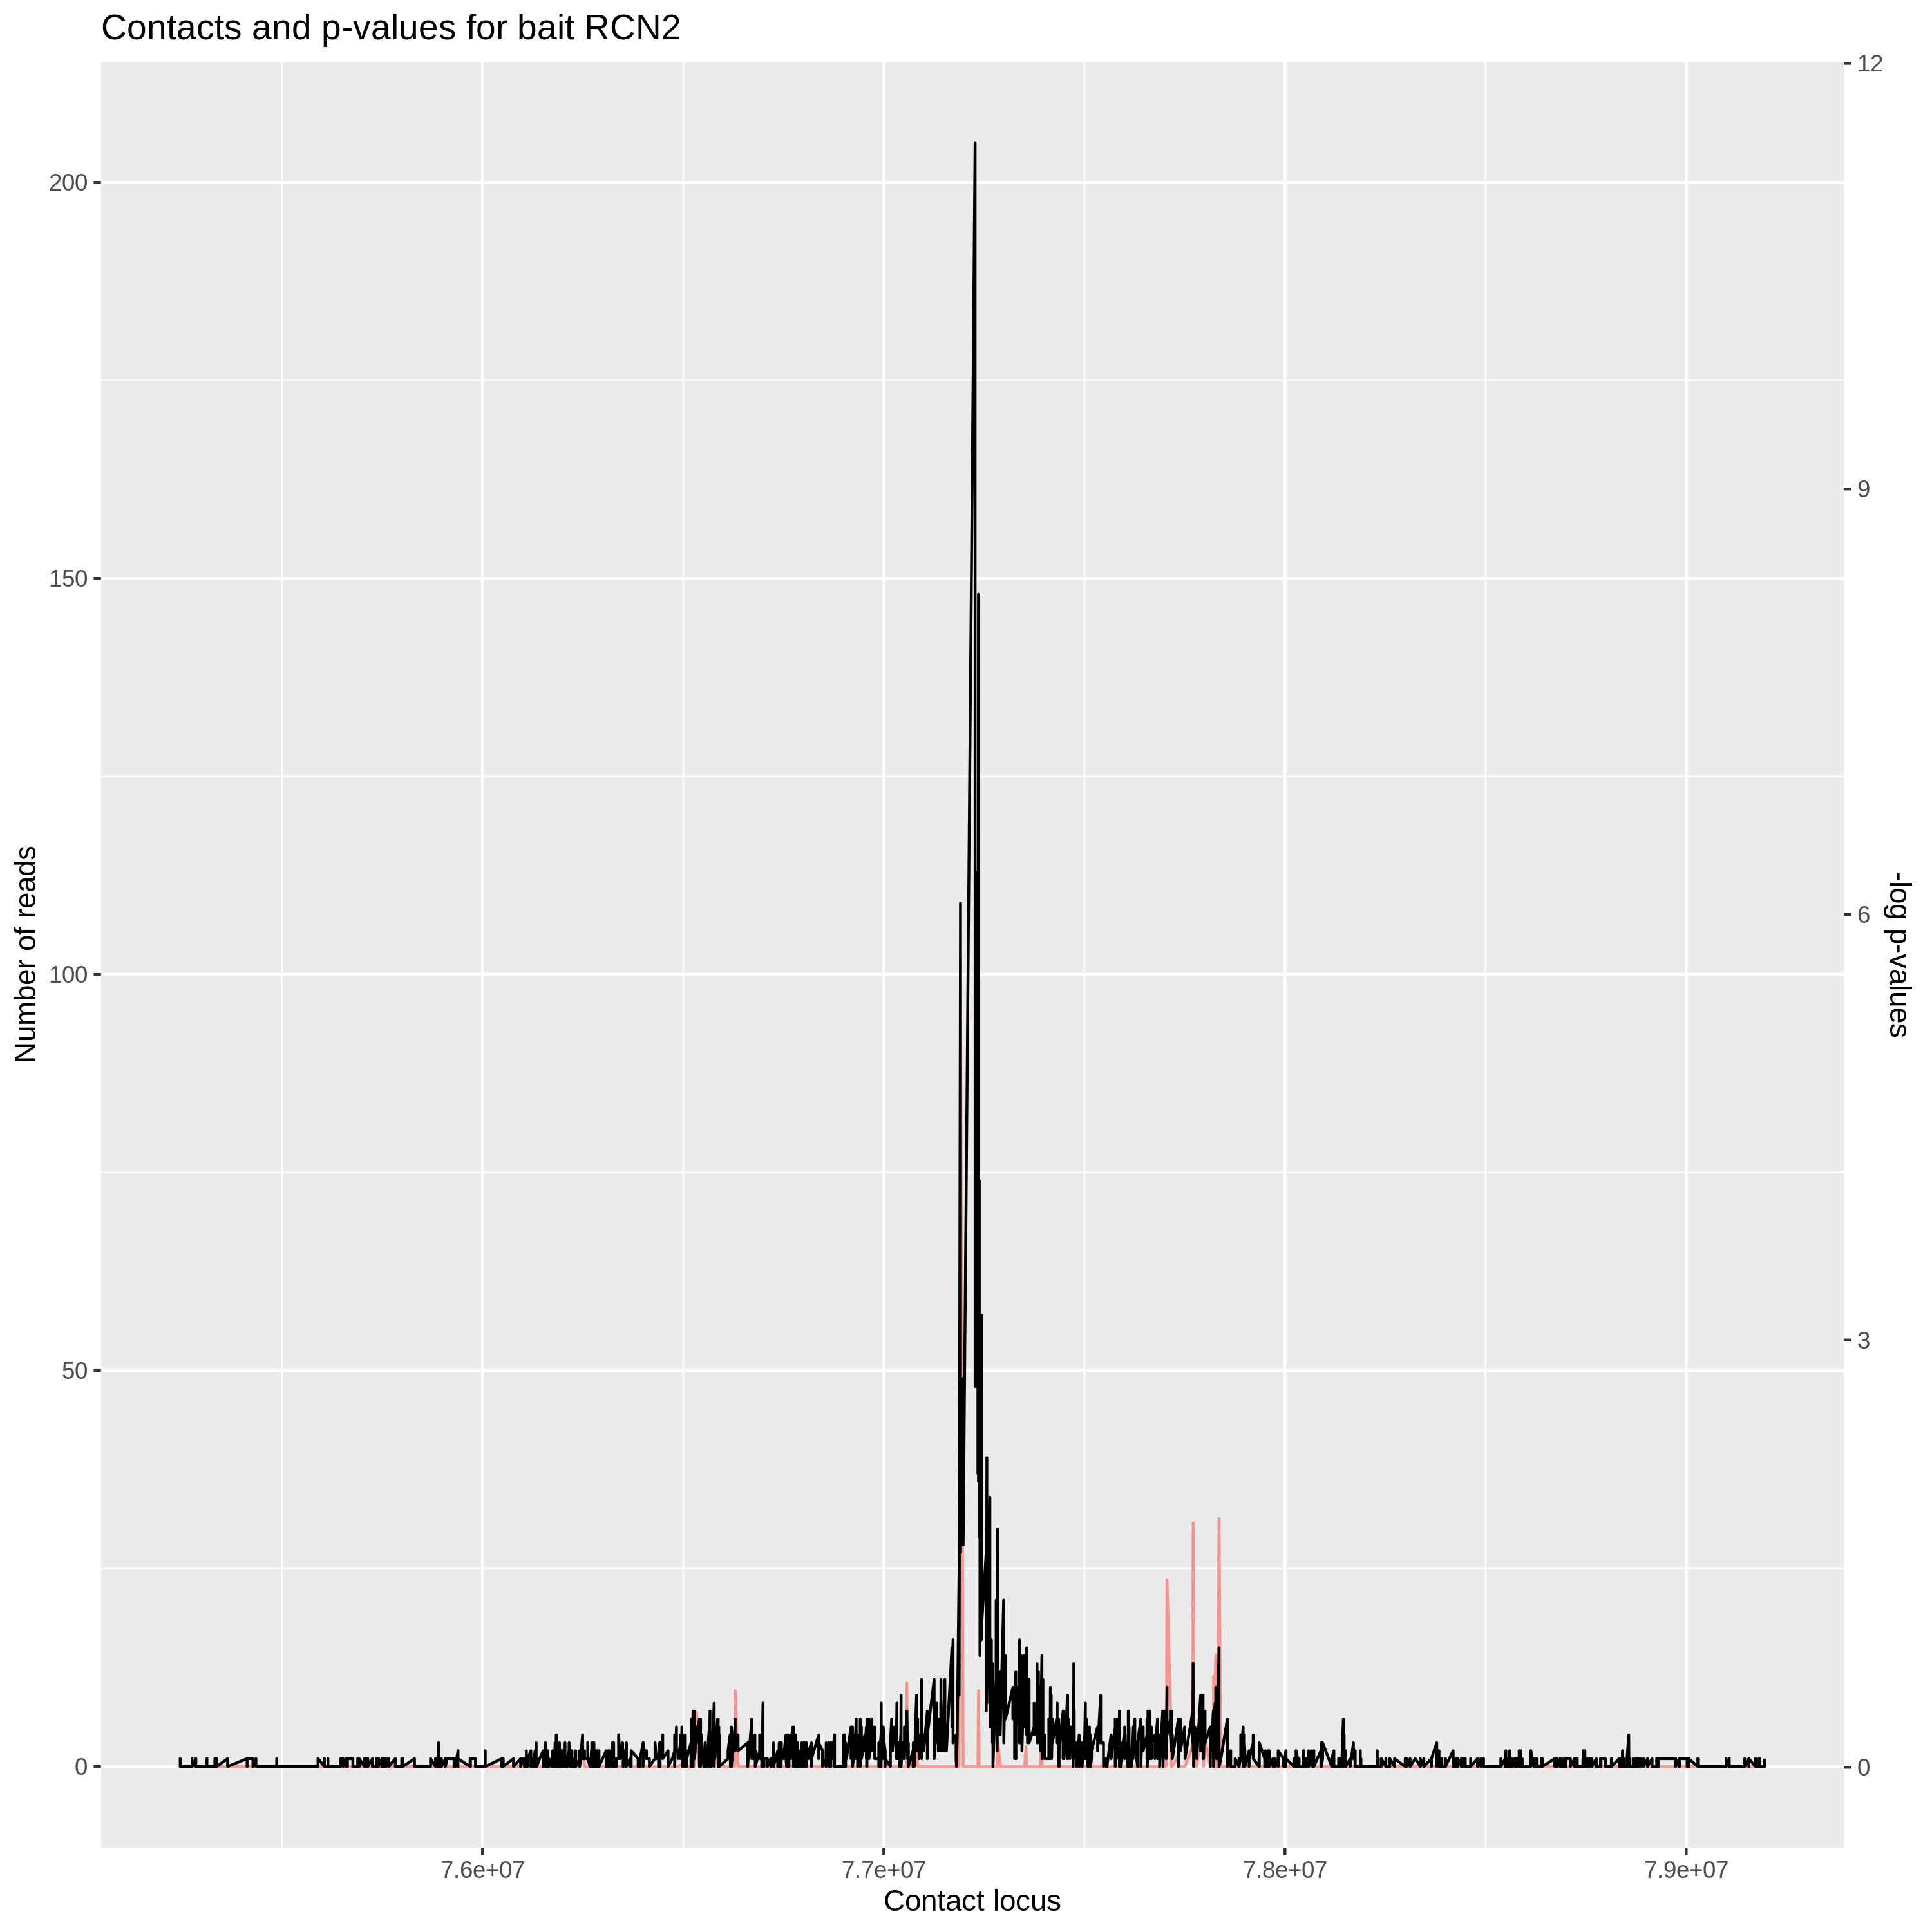 Contacts and p-values for bait RCN2
200
150
100
50
0
Number of reads
12
9
6
3
0
-log p-values
7.6e+07
7.7e+07
7.8e+07
7.9e+07
Contact locus